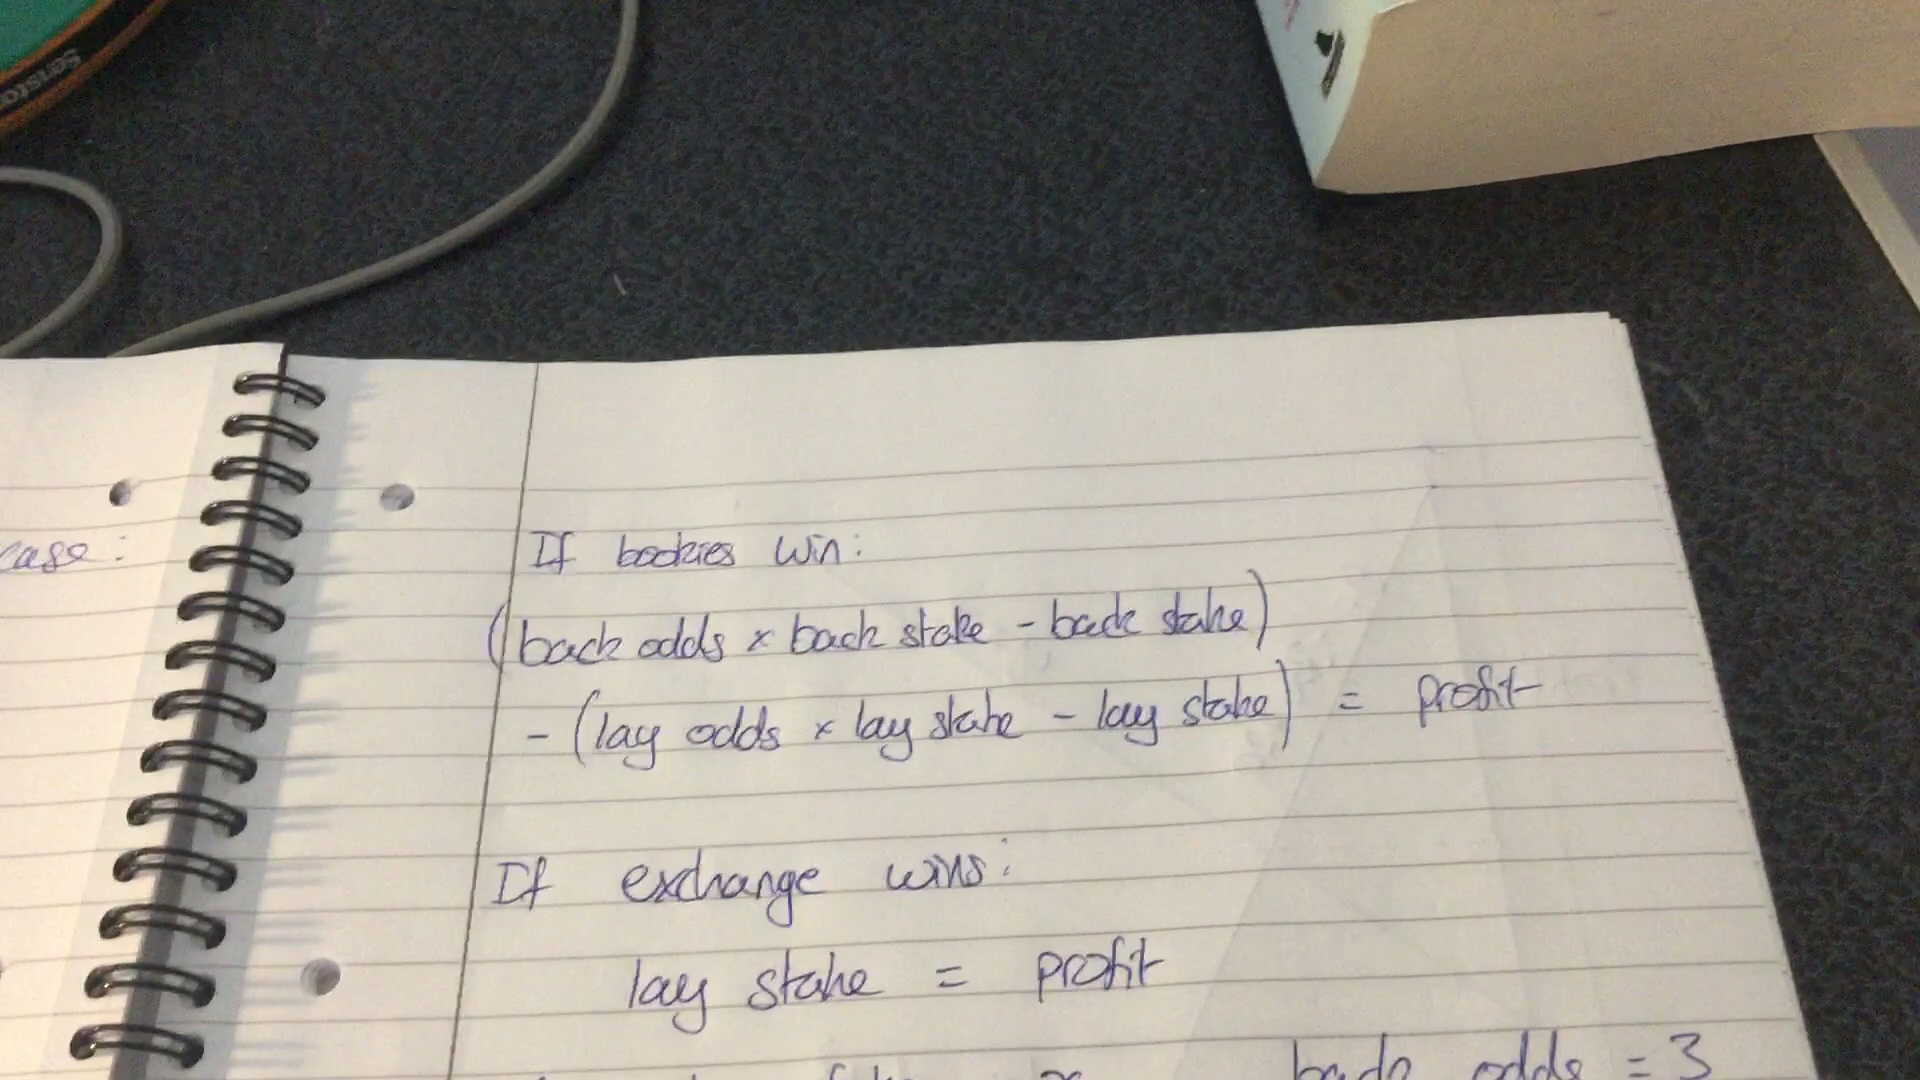 case:
If bookies win:
(back odds × back stake - back stake)
- (lay odds × lay stake - lay stake) = profit
If exchange wins:
lay stake = profit
back odds = 3